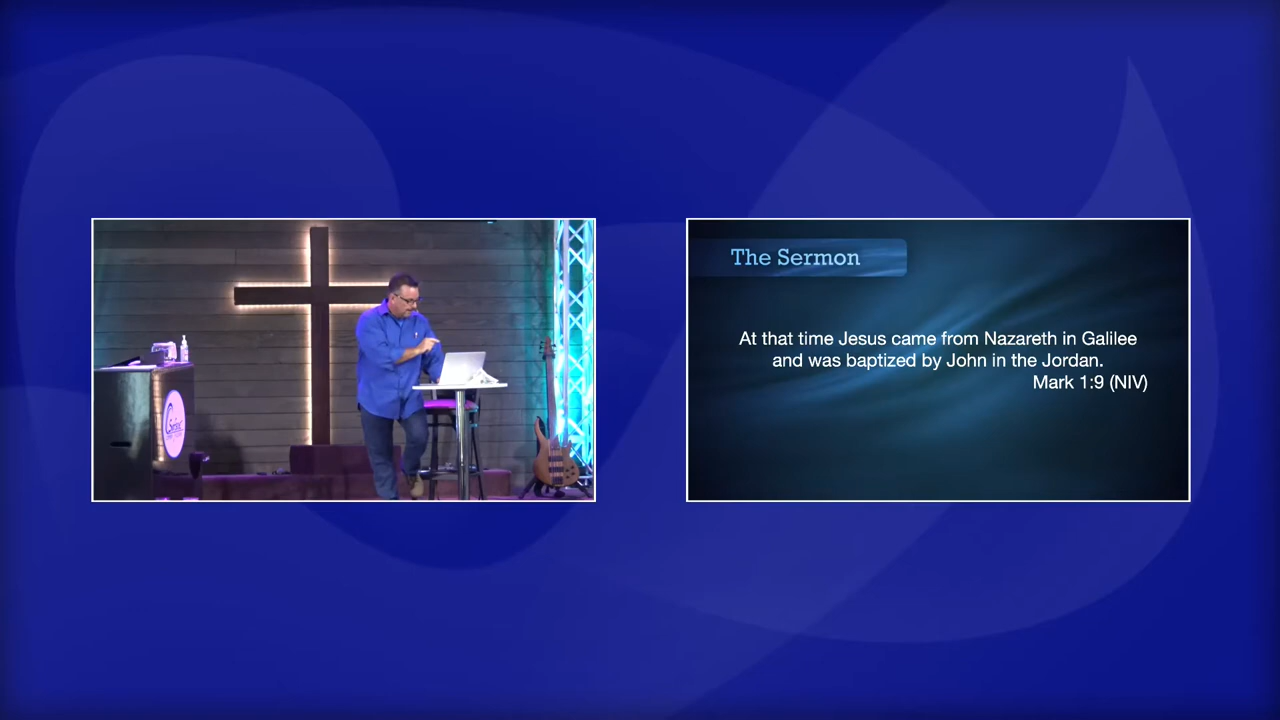 The Sermon
At that time Jesus came from Nazareth in Galilee
and was baptized by John in the Jordan.
Mark 1:9 (NIV)